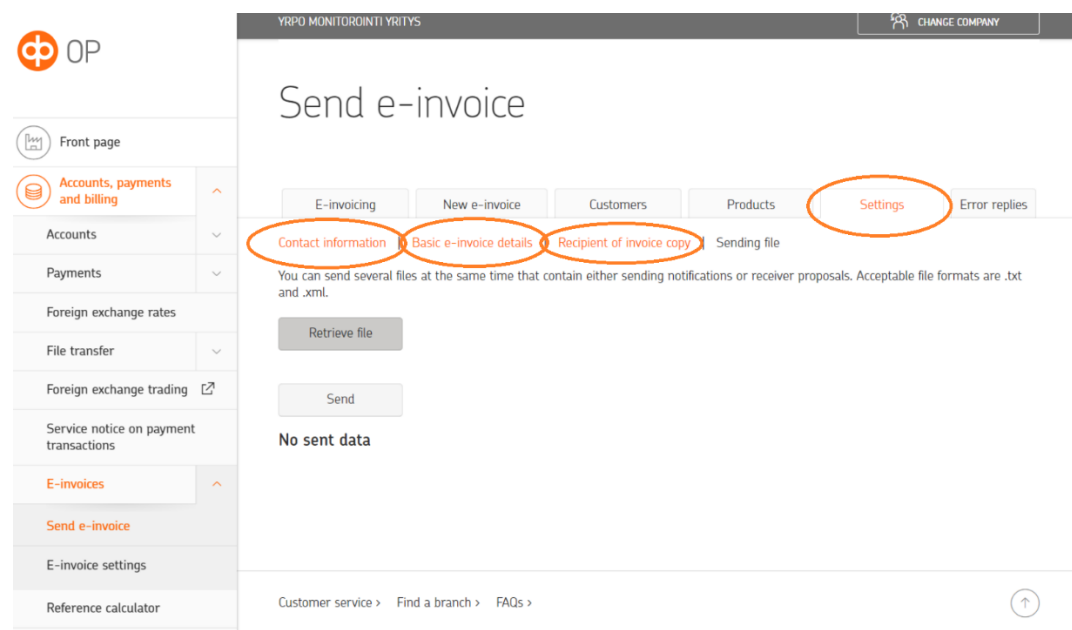 YRPO MONITOROINTI YRITYS
CHANGE COMPANY
OP
Send e-invoice
Front page
Accounts, payments
and billing
Accounts
Payments
Foreign exchange rates
File transfer
Foreign exchange trading
Service notice on payment
transactions
E-invoices
Send e-invoice
E-invoice settings
Reference calculator
E-invoicing New e-invoice Customers Products Settings Error replies
Contact information | Basic e-invoice details | Recipient of invoice copy | Sending file
You can send several files at the same time that contain either sending notifications or receiver proposals. Acceptable file formats are .txt
and .xml.
Retrieve file
Send
No sent data
Customer service > Find a branch > FAQs >